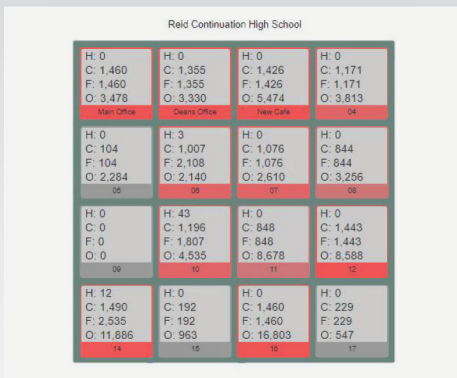 Reid Continuation High School
H: 0
C: 1,460
F: 1,460
O: 3,478
Main Office
H: 0
C: 1,355
F: 1,355
O: 3,330
Deans Office
H: 0
C: 1,426
F: 1,426
O: 5,474
New Cafe
H: 0
C: 1,171
F: 1,171
O: 3,813
04
H: 0
C: 104
F: 104
O: 2,284
05
H: 3
C: 1,007
F: 2,108
O: 2,140
06
H: 0
C: 1,076
F: 1,076
O: 2,610
07
H: 0
C: 844
F: 844
O: 3,256
08
H: 0
C: 0
F: 0
O: 0
09
H: 43
C: 1,196
F: 1,807
O: 4,535
10
H: 0
C: 848
F: 848
O: 8,678
11
H: 0
C: 1,443
F: 1,443
O: 8,588
12
H: 12
C: 1,490
F: 2,535
O: 11,886
14
H: 0
C: 192
F: 192
O: 963
15
H: 0
C: 1,460
F: 1,460
O: 16,803
16
H: 0
C: 229
F: 229
O: 547
17